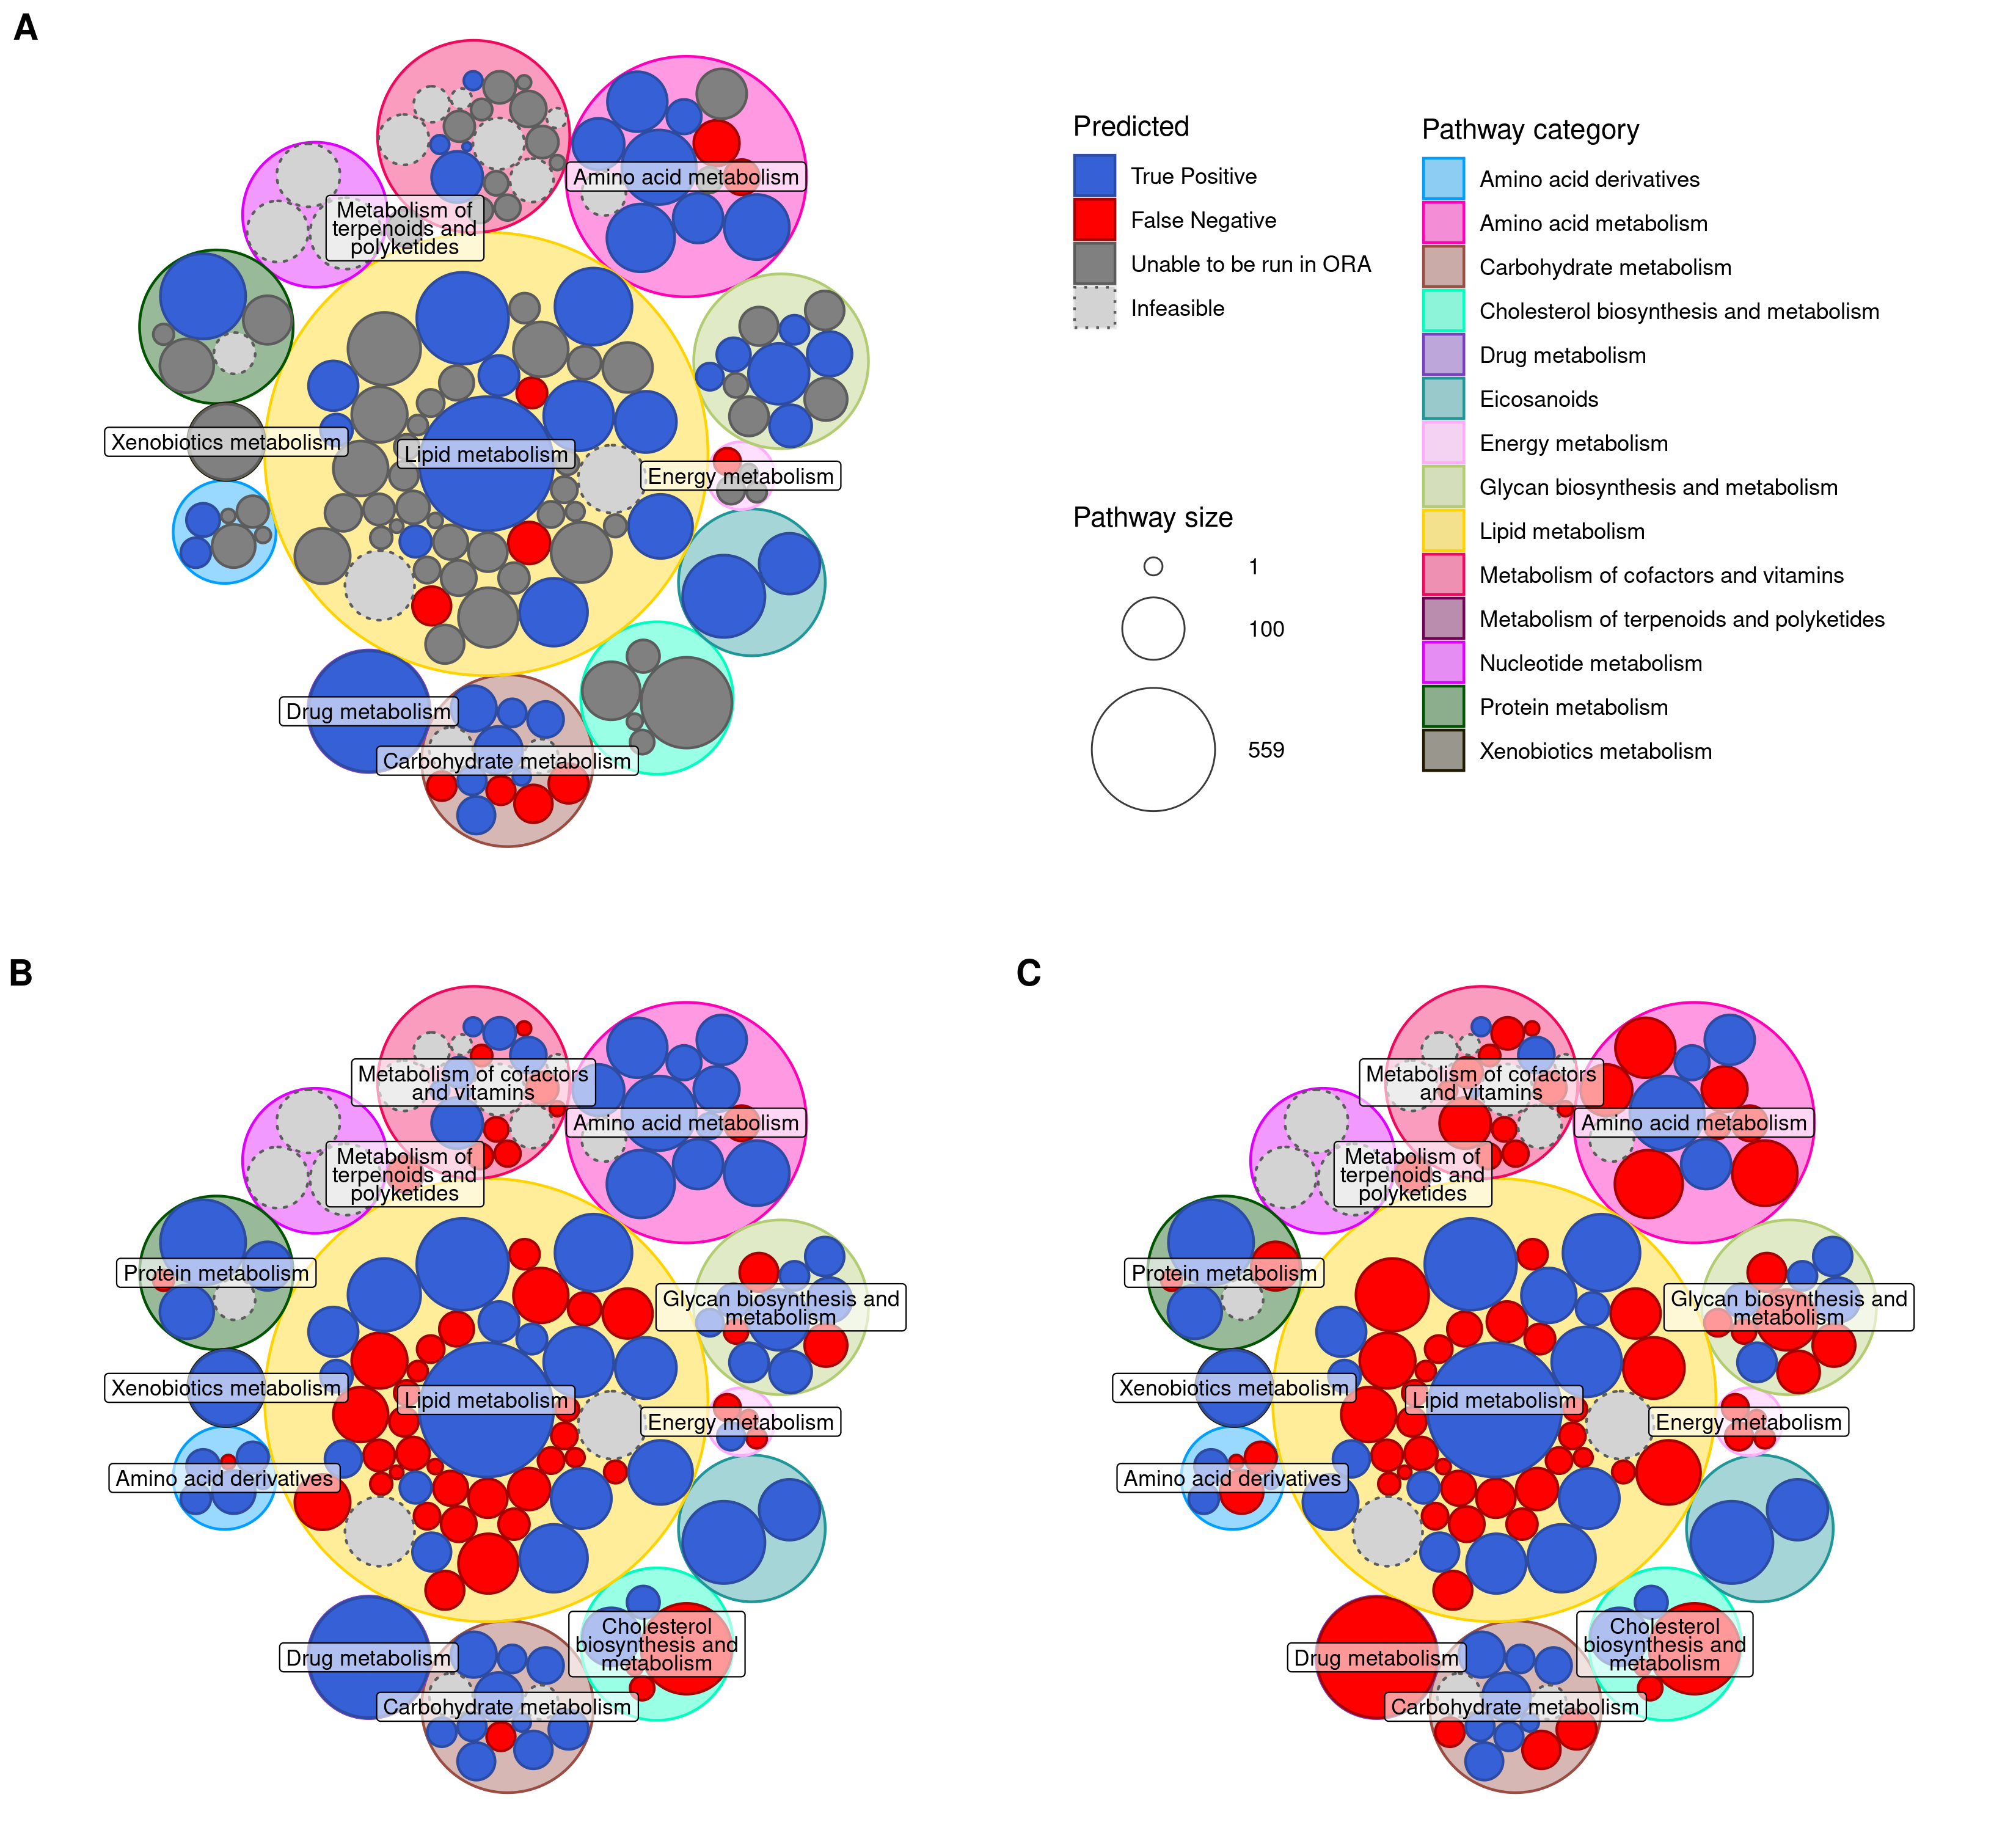 A
Metabolism of
terpenoids and
polyketides
Amino acid metabolism
Xenobiotics metabolism
Lipid metabolism
Energy metabolism
Drug metabolism
Carbohydrate metabolism
Predicted
True Positive
False Negative
Unable to be run in ORA
Infeasible
Pathway size
1
100
559
Pathway category
Amino acid derivatives
Amino acid metabolism
Carbohydrate metabolism
Cholesterol biosynthesis and metabolism
Drug metabolism
Eicosanoids
Energy metabolism
Glycan biosynthesis and metabolism
Lipid metabolism
Metabolism of cofactors and vitamins
Metabolism of terpenoids and polyketides
Nucleotide metabolism
Protein metabolism
Xenobiotics metabolism
B
Metabolism of cofactors
and vitamins
Amino acid metabolism
Metabolism of
terpenoids and
polyketides
Protein metabolism
Glycan biosynthesis and
metabolism
Xenobiotics metabolism
Lipid metabolism
Energy metabolism
Amino acid derivatives
Cholesterol
biosynthesis and
metabolism
Drug metabolism
Carbohydrate metabolism
C
Metabolism of cofactors
and vitamins
Amino acid metabolism
Metabolism of
terpenoids and
polyketides
Protein metabolism
Glycan biosynthesis and
metabolism
Xenobiotics metabolism
Lipid metabolism
Energy metabolism
Amino acid derivatives
Cholesterol
biosynthesis and
metabolism
Drug metabolism
Carbohydrate metabolism